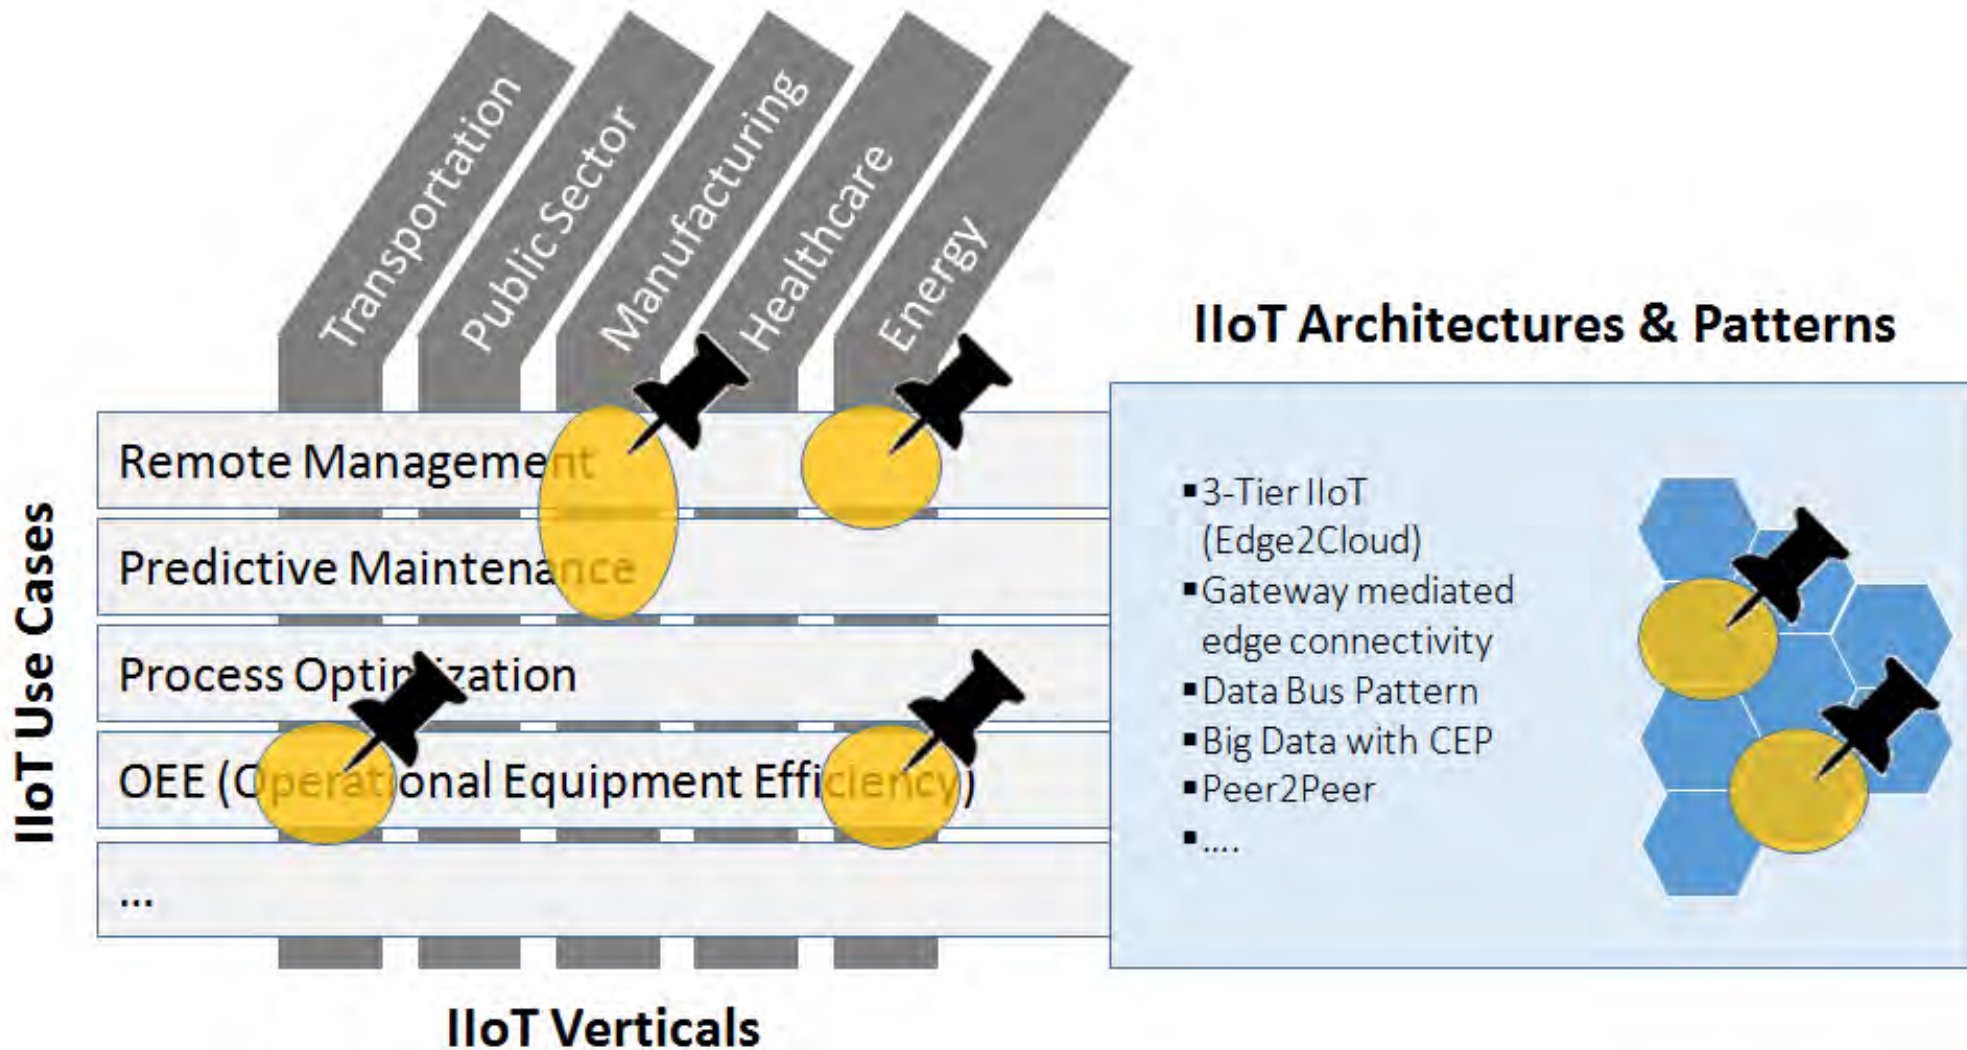 Transportation
Public Sector
Manufacturing
Healthcare
Energy
IIoT Use Cases
Remote Management
Predictive Maintenance
Process Optimization
OEE (Operational Equipment Efficiency)
...
IIoT Verticals
IIoT Architectures & Patterns
▪3-Tier IIoT
(Edge2Cloud)
▪Gateway mediated
edge connectivity
▪Data Bus Pattern
▪Big Data with CEP
▪Peer2Peer
▪....